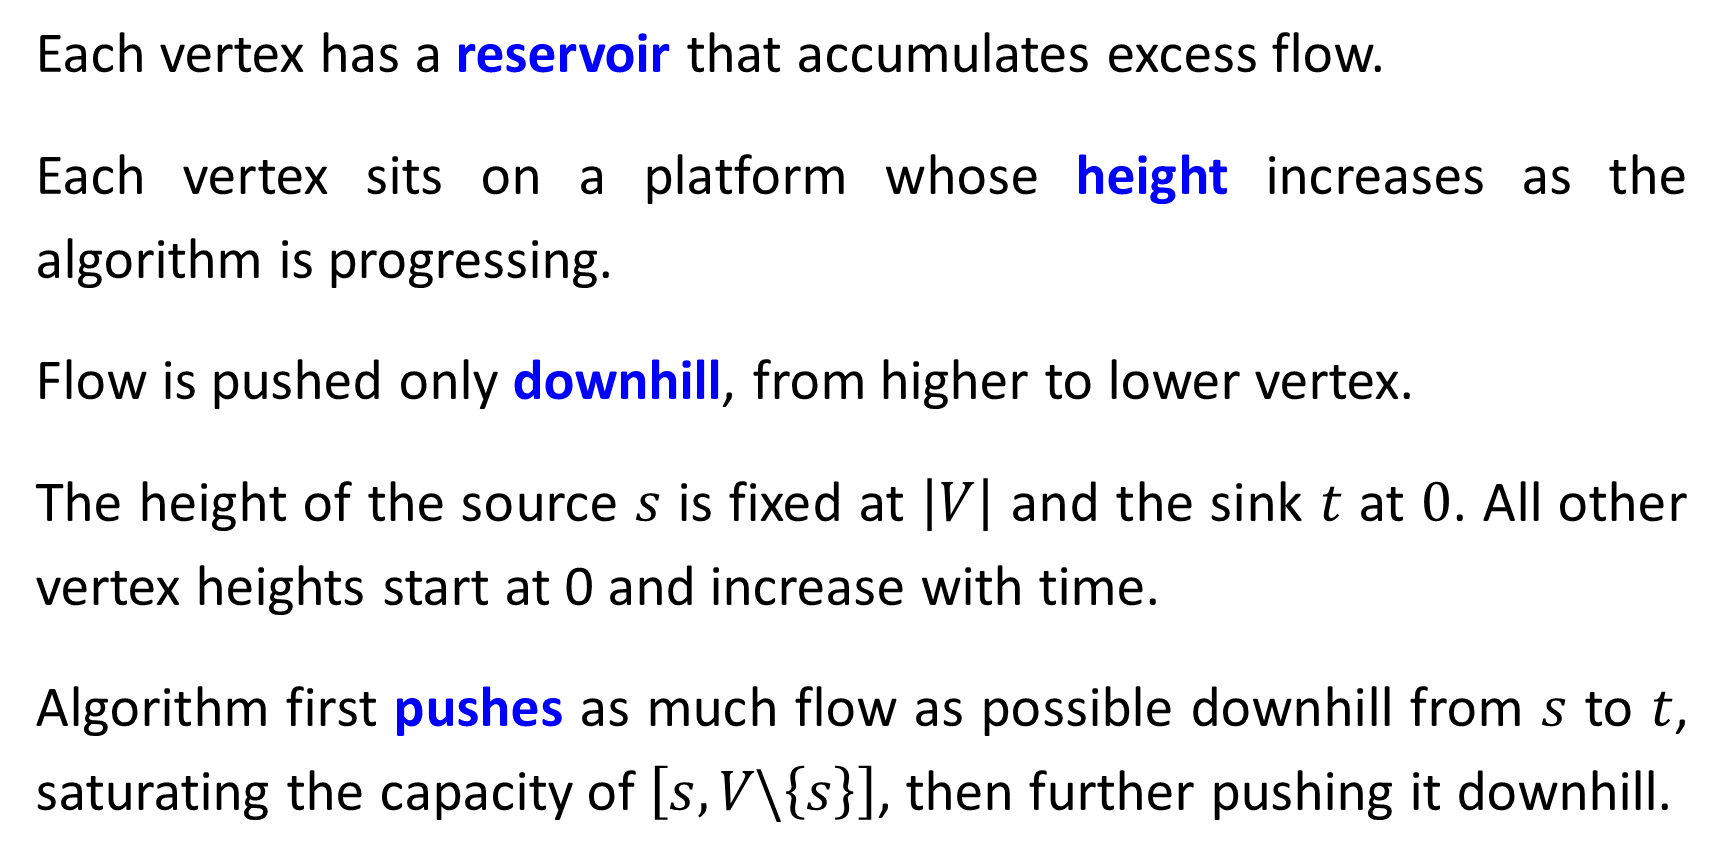 Each vertex has a reservoir that accumulates excess flow.
Each vertex sits on a platform whose height increases as the
algorithm is progressing.
Flow is pushed only downhill, from higher to lower vertex.
The height of the source s is fixed at |V| and the sink t at 0. All other
vertex heights start at 0 and increase with time.
Algorithm first pushes as much flow as possible downhill from s to t,
saturating the capacity of [s, V\{s}], then further pushing it downhill.